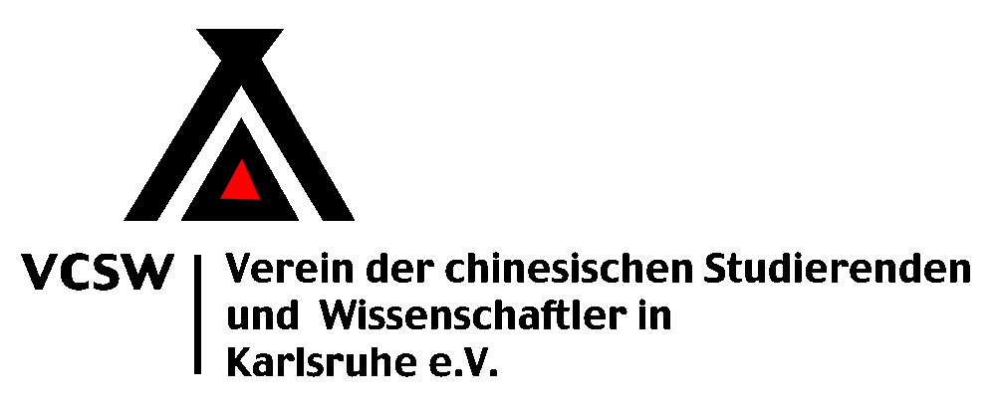 VCSW
Verein der chinesischen Studierenden
und Wissenschaftler in
Karlsruhe e.V.